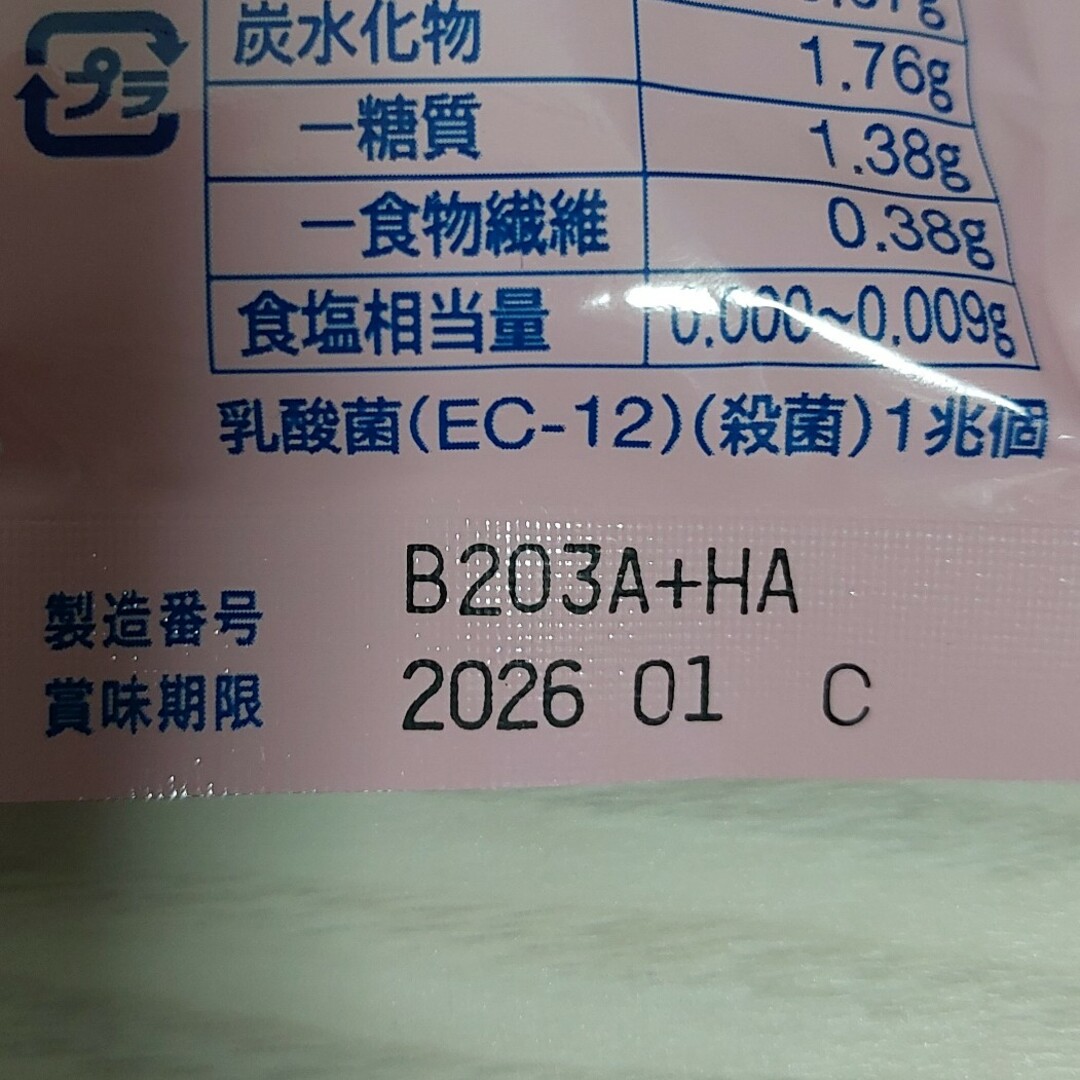 プラ
炭水化物 1.76g
ー糖質 1.38g
ー食物繊維 0.38g
食塩相当量 0.000~0.009g
乳酸菌(EC-12)(殺菌)1兆個
製造番号 B203A+HA
賞味期限 2026 01 C